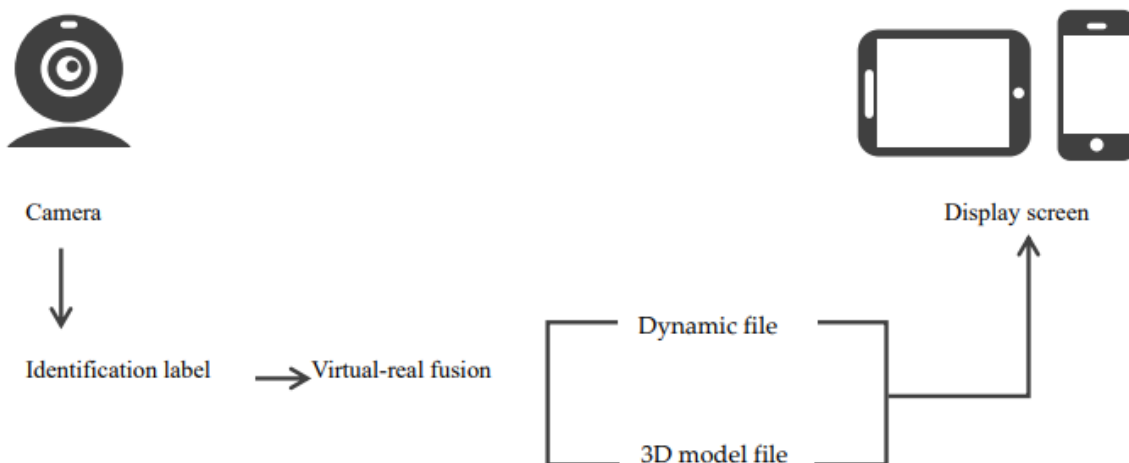 Camera
Display screen
Dynamic file
Identification label
Virtual-real fusion
3D model file